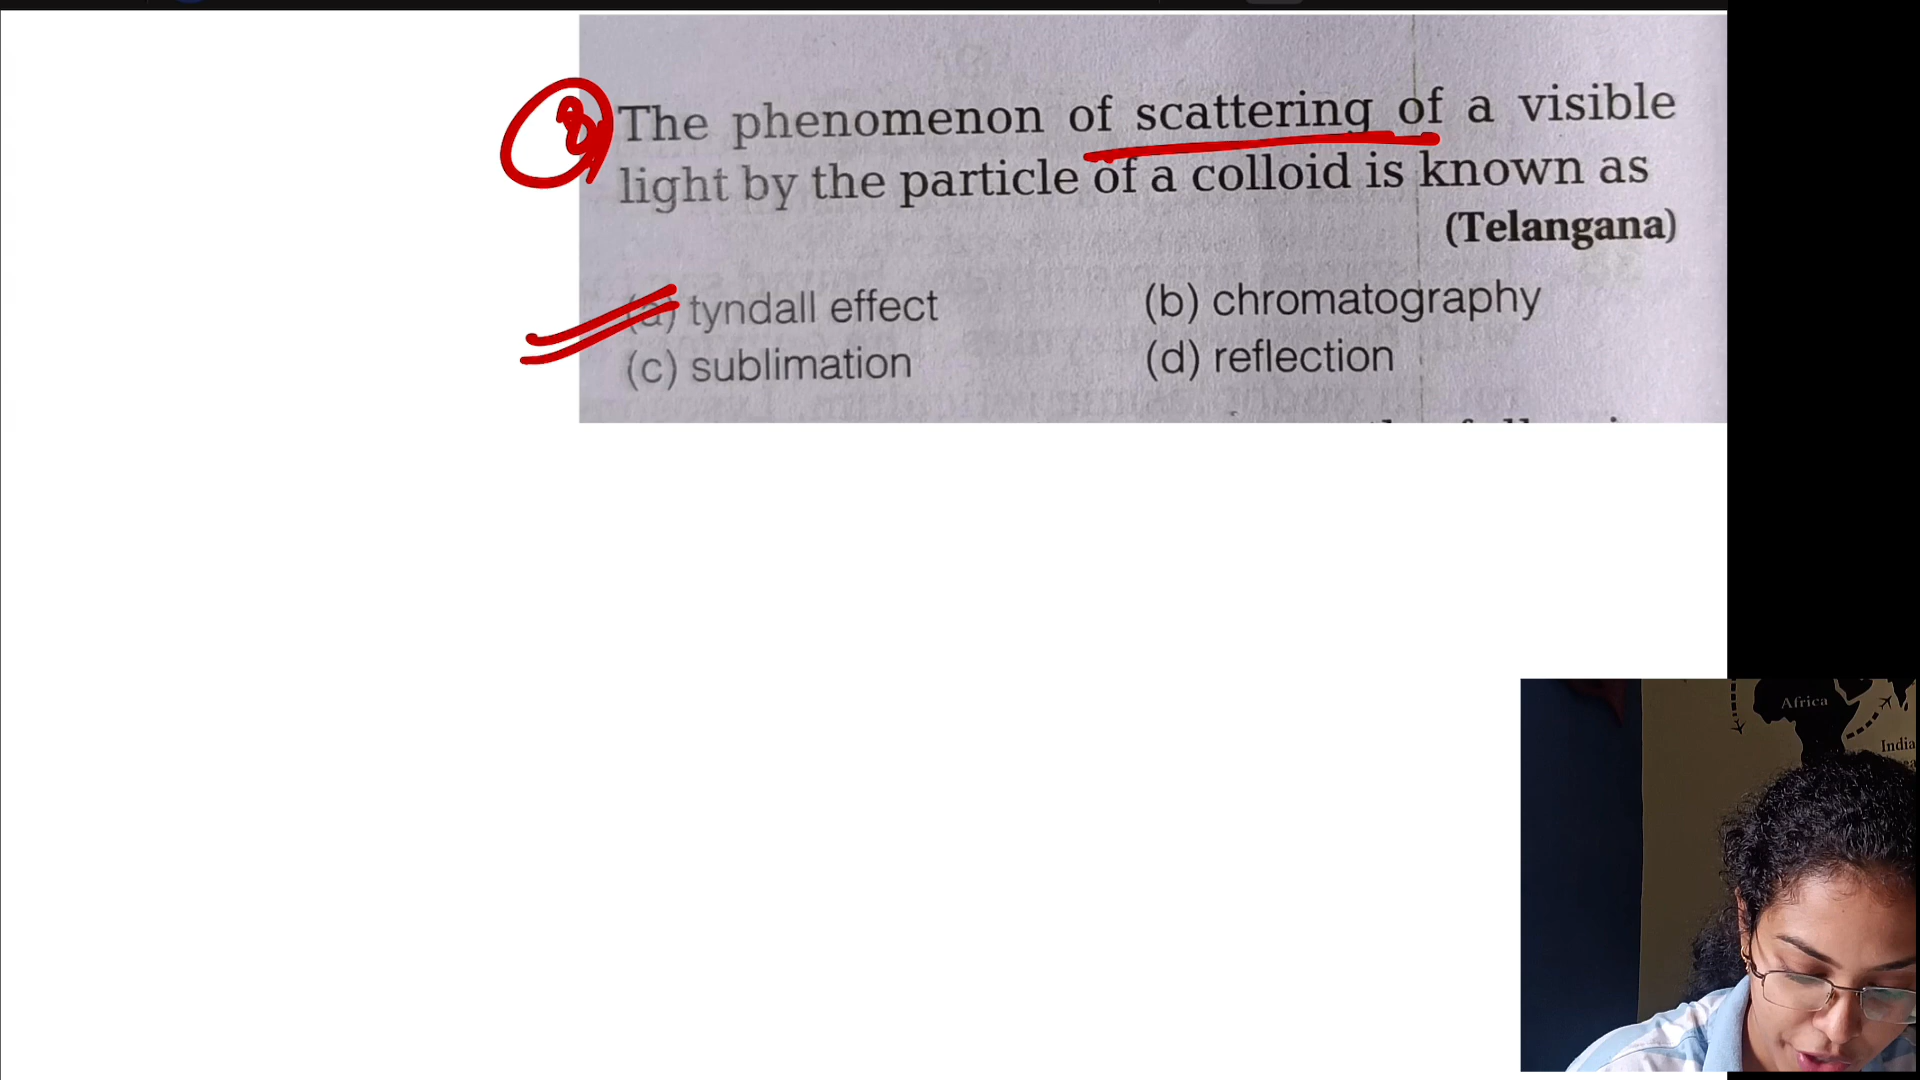 8
The phenomenon of scattering of a visible
light by the particle of a colloid is known as
(Telangana)
(a) tyndall effect (b) chromatography
(c) sublimation (d) reflection
Africa
India